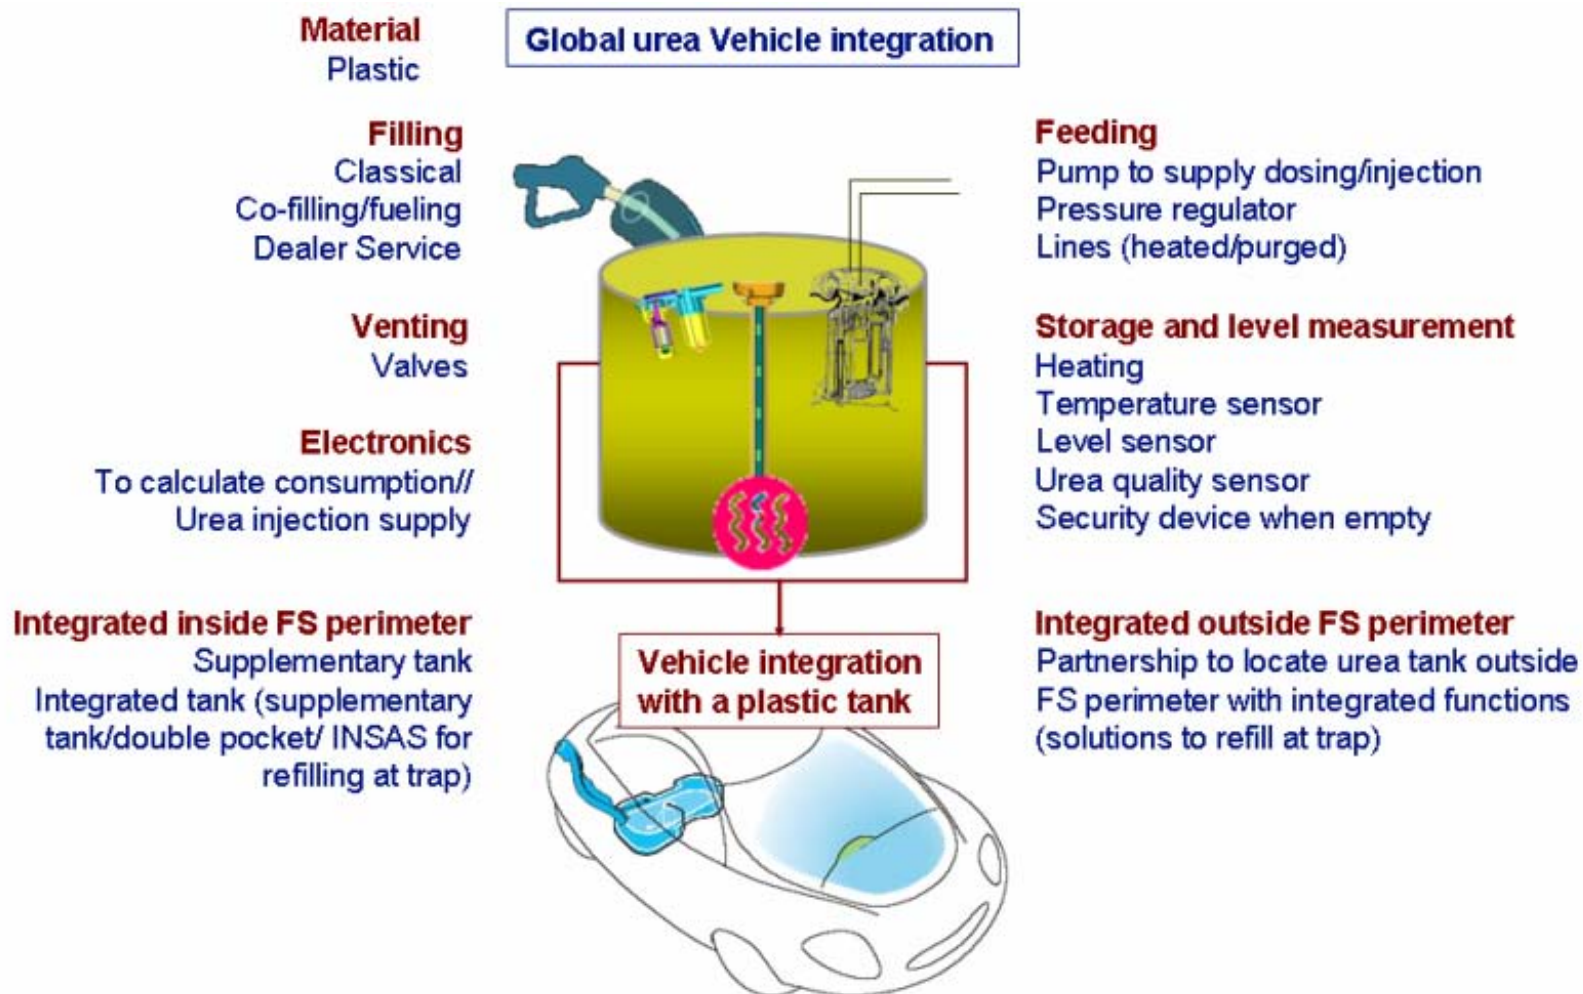 Global urea Vehicle integration
Material
Plastic
Filling
Classical
Co-filling/fueling
Dealer Service
Venting
Valves
Electronics
To calculate consumption//
Urea injection supply
Integrated inside FS perimeter
Supplementary tank
Integrated tank (supplementary
tank/double pocket/ INSAS for
refilling at trap)
Feeding
Pump to supply dosing/injection
Pressure regulator
Lines (heated/purged)
Storage and level measurement
Heating
Temperature sensor
Level sensor
Urea quality sensor
Security device when empty
Integrated outside FS perimeter
Partnership to locate urea tank outside
FS perimeter with integrated functions
(solutions to refill at trap)
Vehicle integration
with a plastic tank